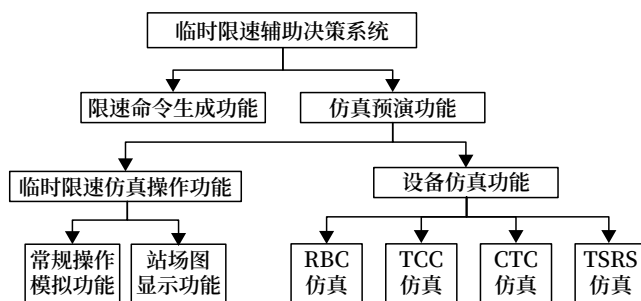 临时限速辅助决策系统
限速命令生成功能
仿真预演功能
临时限速仿真操作功能
设备仿真功能
常规操作
模拟功能
站场图
显示功能
RBC
仿真
TCC
仿真
CTC
仿真
TSRS
仿真